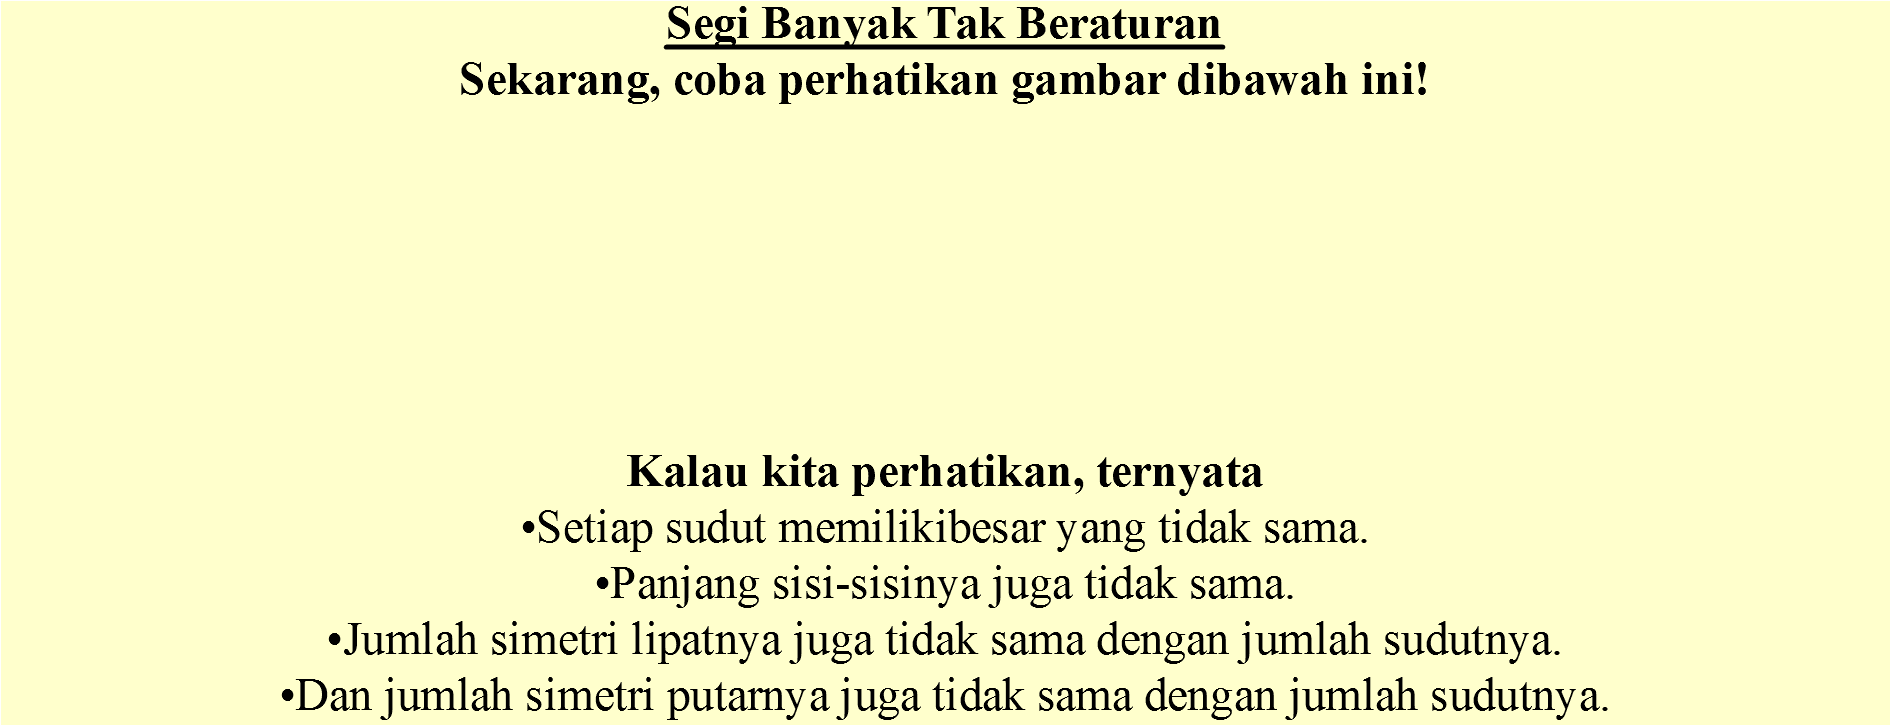 Segi Banyak Tak Beraturan
Sekarang, coba perhatikan gambar dibawah ini!
Kalau kita perhatikan, ternyata
•Setiap sudut memilikibesar yang tidak sama.
•Panjang sisi-sisinya juga tidak sama.
•Jumlah simetri lipatnya juga tidak sama dengan jumlah sudutnya.
•Dan jumlah simetri putarnya juga tidak sama dengan jumlah sudutnya.